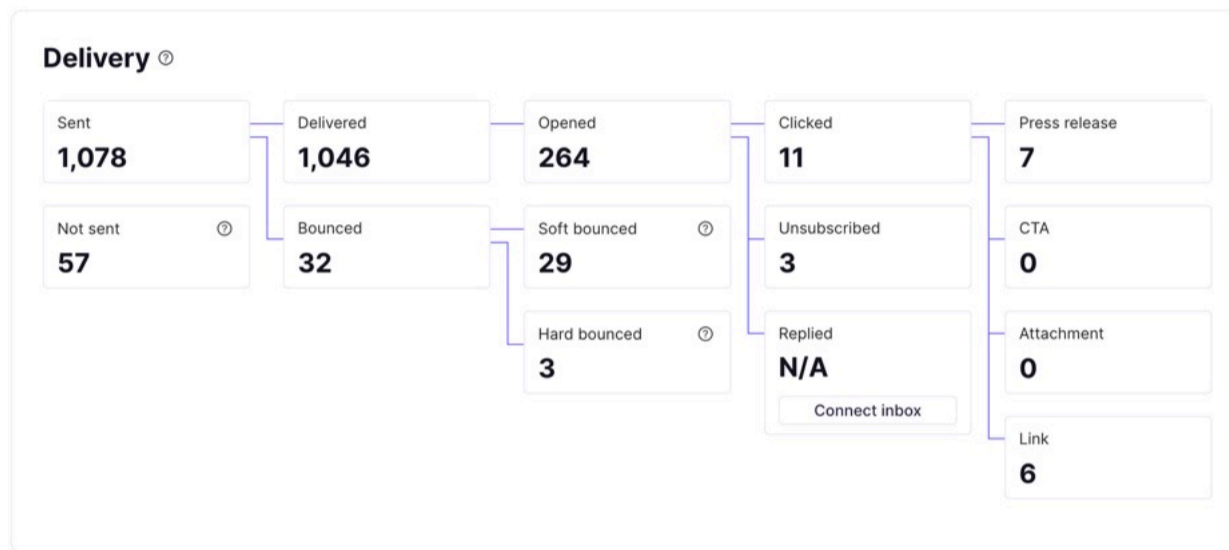 Delivery
Sent
1,078
Delivered
1,046
Opened
264
Clicked
11
Press release
7
Not sent
57
Bounced
32
Soft bounced
29
Unsubscribed
3
CTA
0
Hard bounced
3
Replied
N/A
Connect inbox
Attachment
0
Link
6